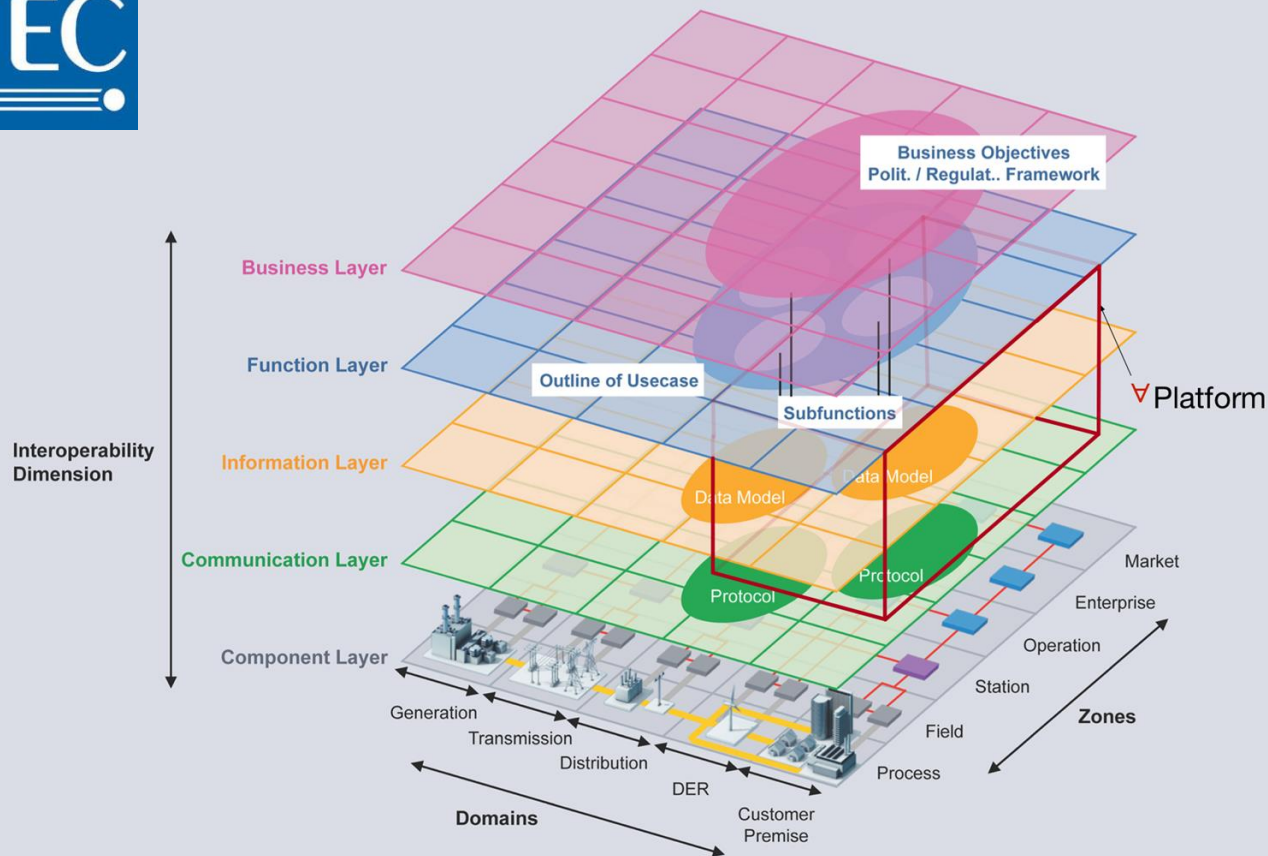 EC
Business Objectives
Polit. / Regulat.. Framework
Business Layer
Function Layer
Outline of Usecase
Subfunctions
∀ Platform
Interoperability
Dimension
Information Layer
Data Model
Data Model
Communication Layer
Protocol
Protocol
Component Layer
Market
Enterprise
Operation
Station
Field
Process
Zones
Generation
Transmission
Distribution
DER
Customer
Premise
Domains